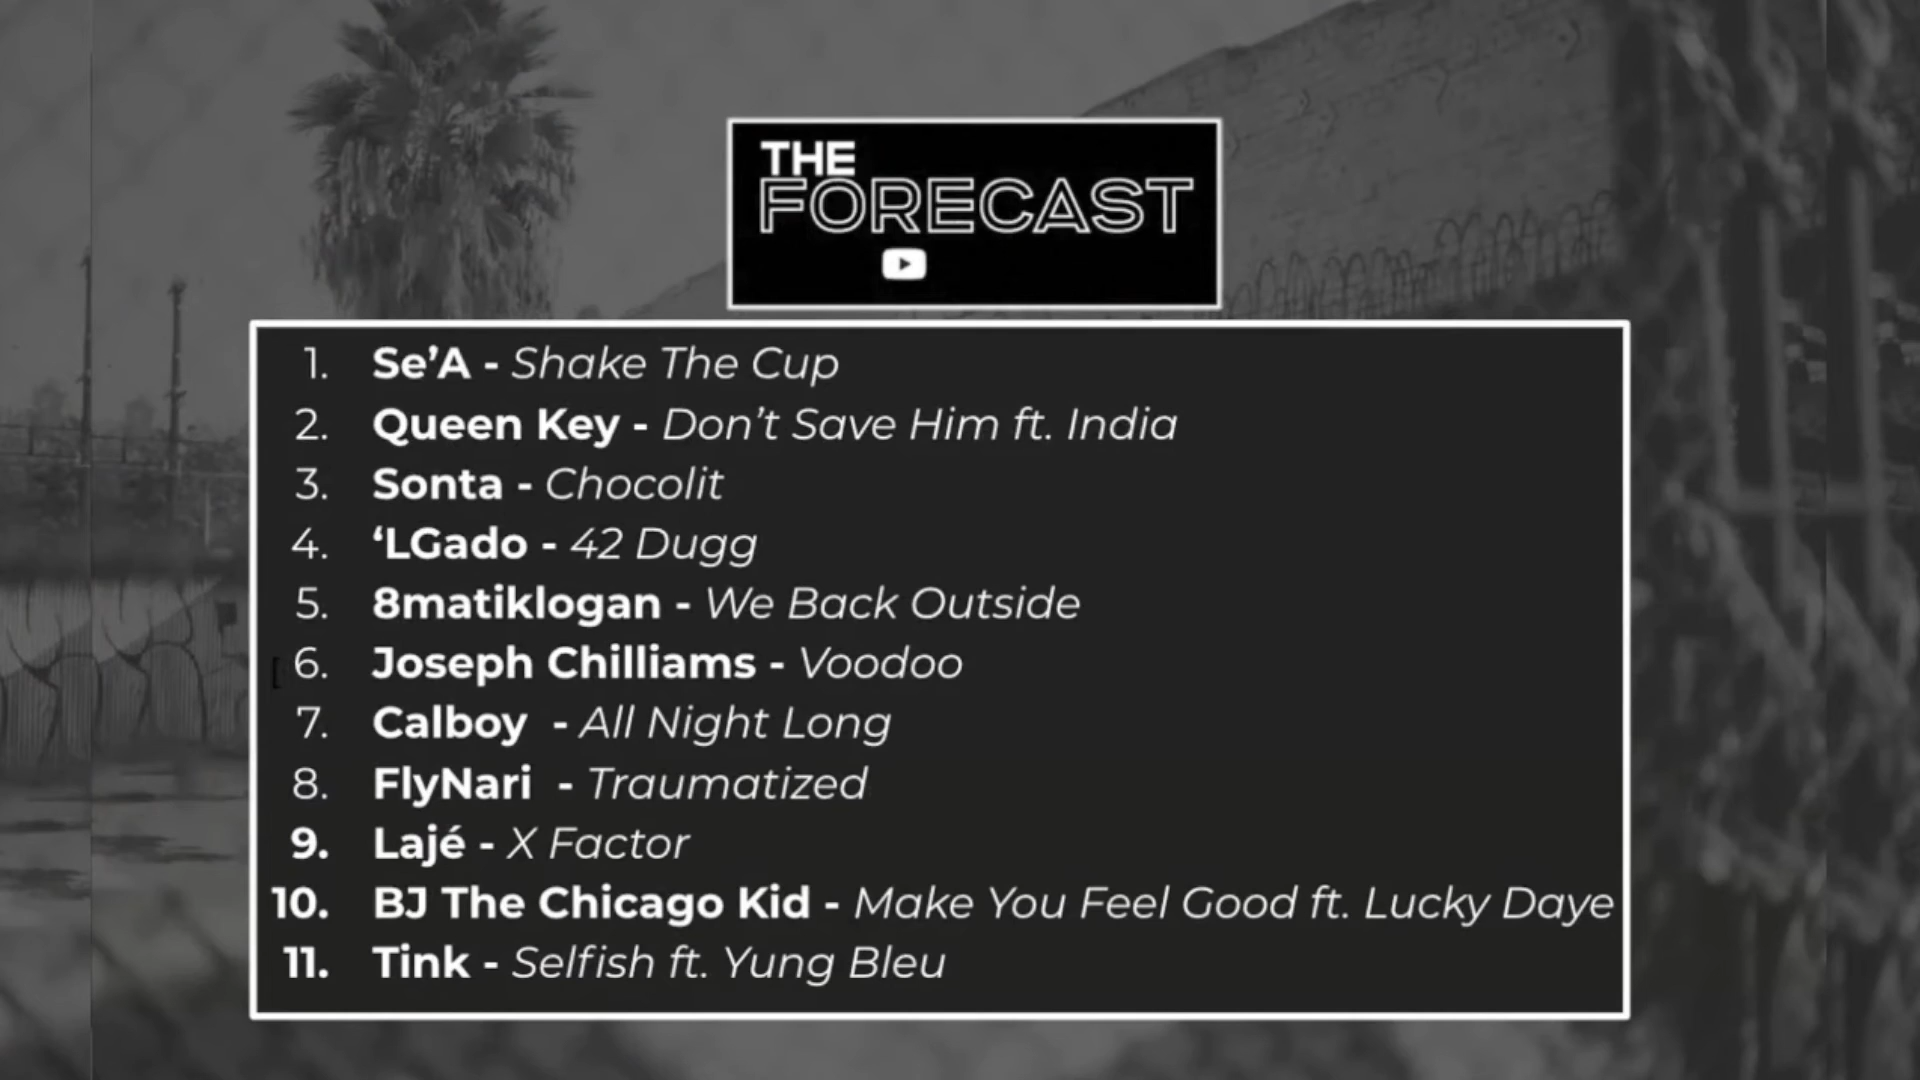 THE
FORECAST
1. Se’A - Shake The Cup
2. Queen Key - Don’t Save Him ft. India
3. Sonta - Chocolit
4. ‘LGado - 42 Dugg
5. 8matiklogan - We Back Outside
6. Joseph Chilliams - Voodoo
7. Calboy - All Night Long
8. FlyNari - Traumatized
9. Lajé - X Factor
10. BJ The Chicago Kid - Make You Feel Good ft. Lucky Daye
11. Tink - Selfish ft. Yung Bleu